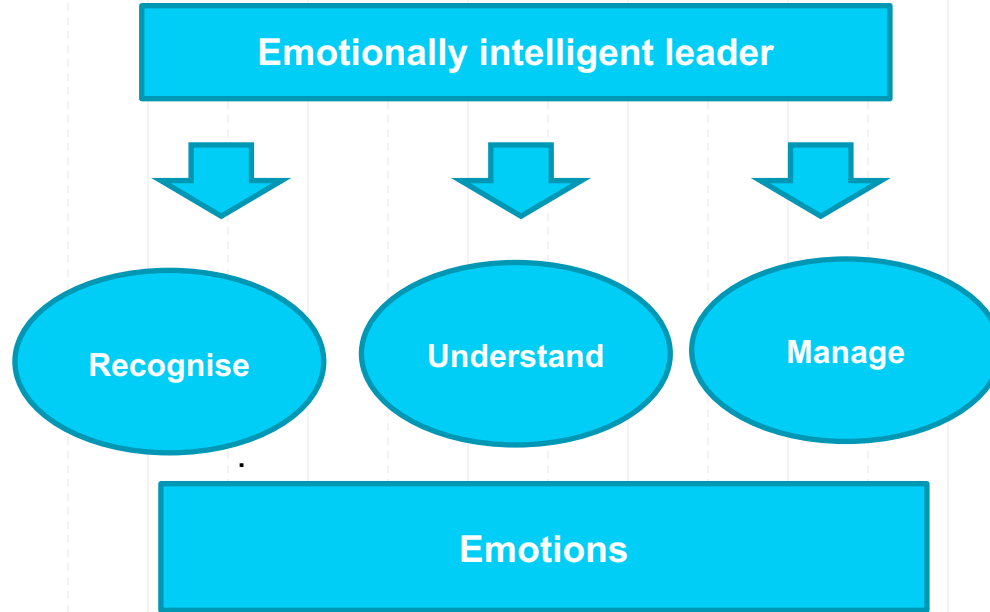 Emotionally intelligent leader
Recognise
Understand
Manage
.
Emotions